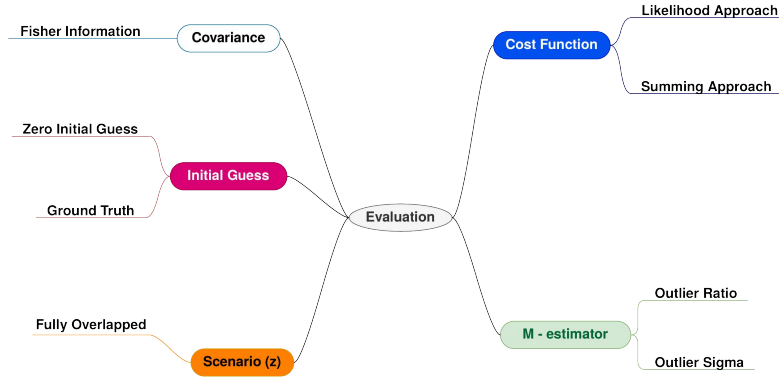 Fisher Information
Covariance
Zero Initial Guess
Initial Guess
Ground Truth
Fully Overlapped
Scenario (z)
Evaluation
Likelihood Approach
Cost Function
Summing Approach
Outlier Ratio
M - estimator
Outlier Sigma